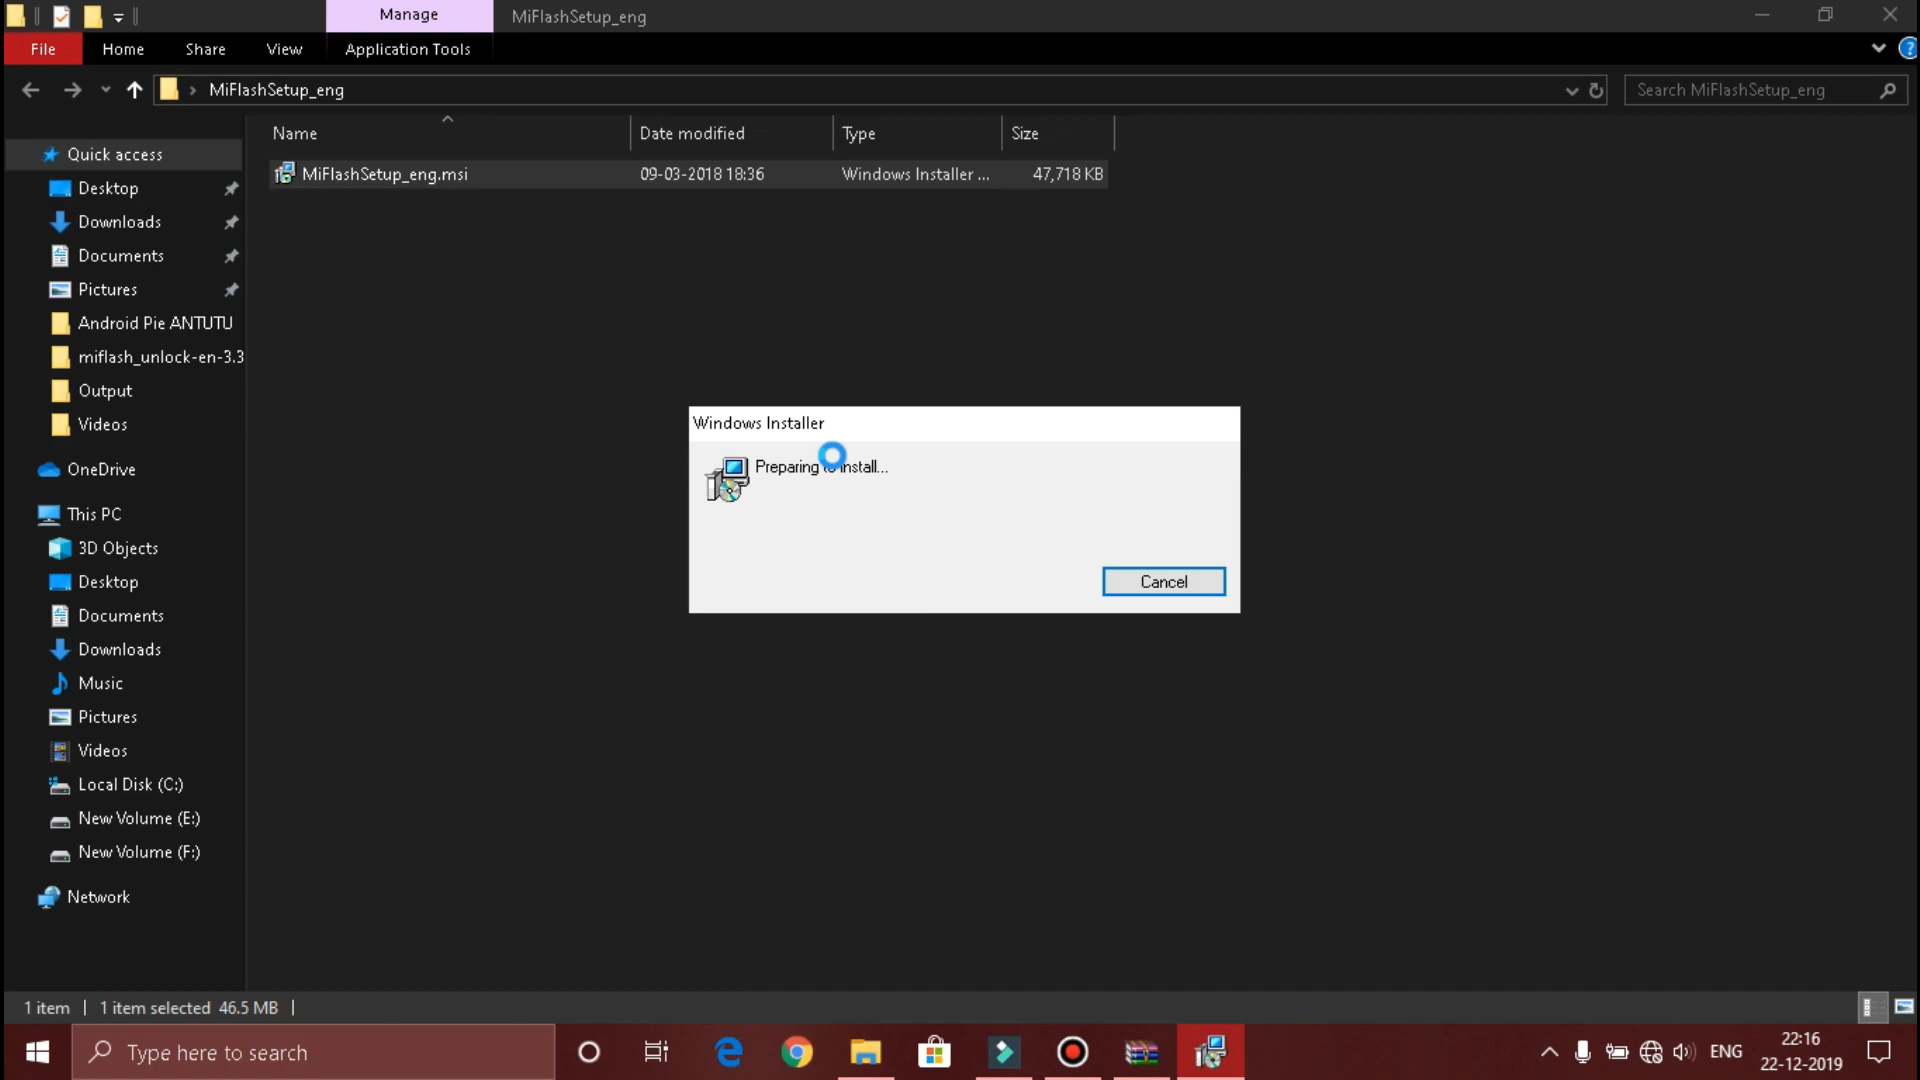 Manage
MiFlashSetup_eng
File
Home
Share
View
Application Tools
MiFlashSetup_eng
Search MiFlashSetup_eng
Name
Date modified
Type
Size
MiFlashSetup_eng.msi
09-03-2018 18:36
Windows Installer ...
47,718 KB
Quick access
Desktop
Downloads
Documents
Pictures
Android Pie ANTUTU
miflash_unlock-en-3.3
Output
Videos
OneDrive
This PC
3D Objects
Desktop
Documents
Downloads
Music
Pictures
Videos
Local Disk (C:)
New Volume (E:)
New Volume (F:)
Network
Windows Installer
Preparing to install...
Cancel
1 item
1 item selected 46.5 MB
Type here to search
ENG
22:16
22-12-2019